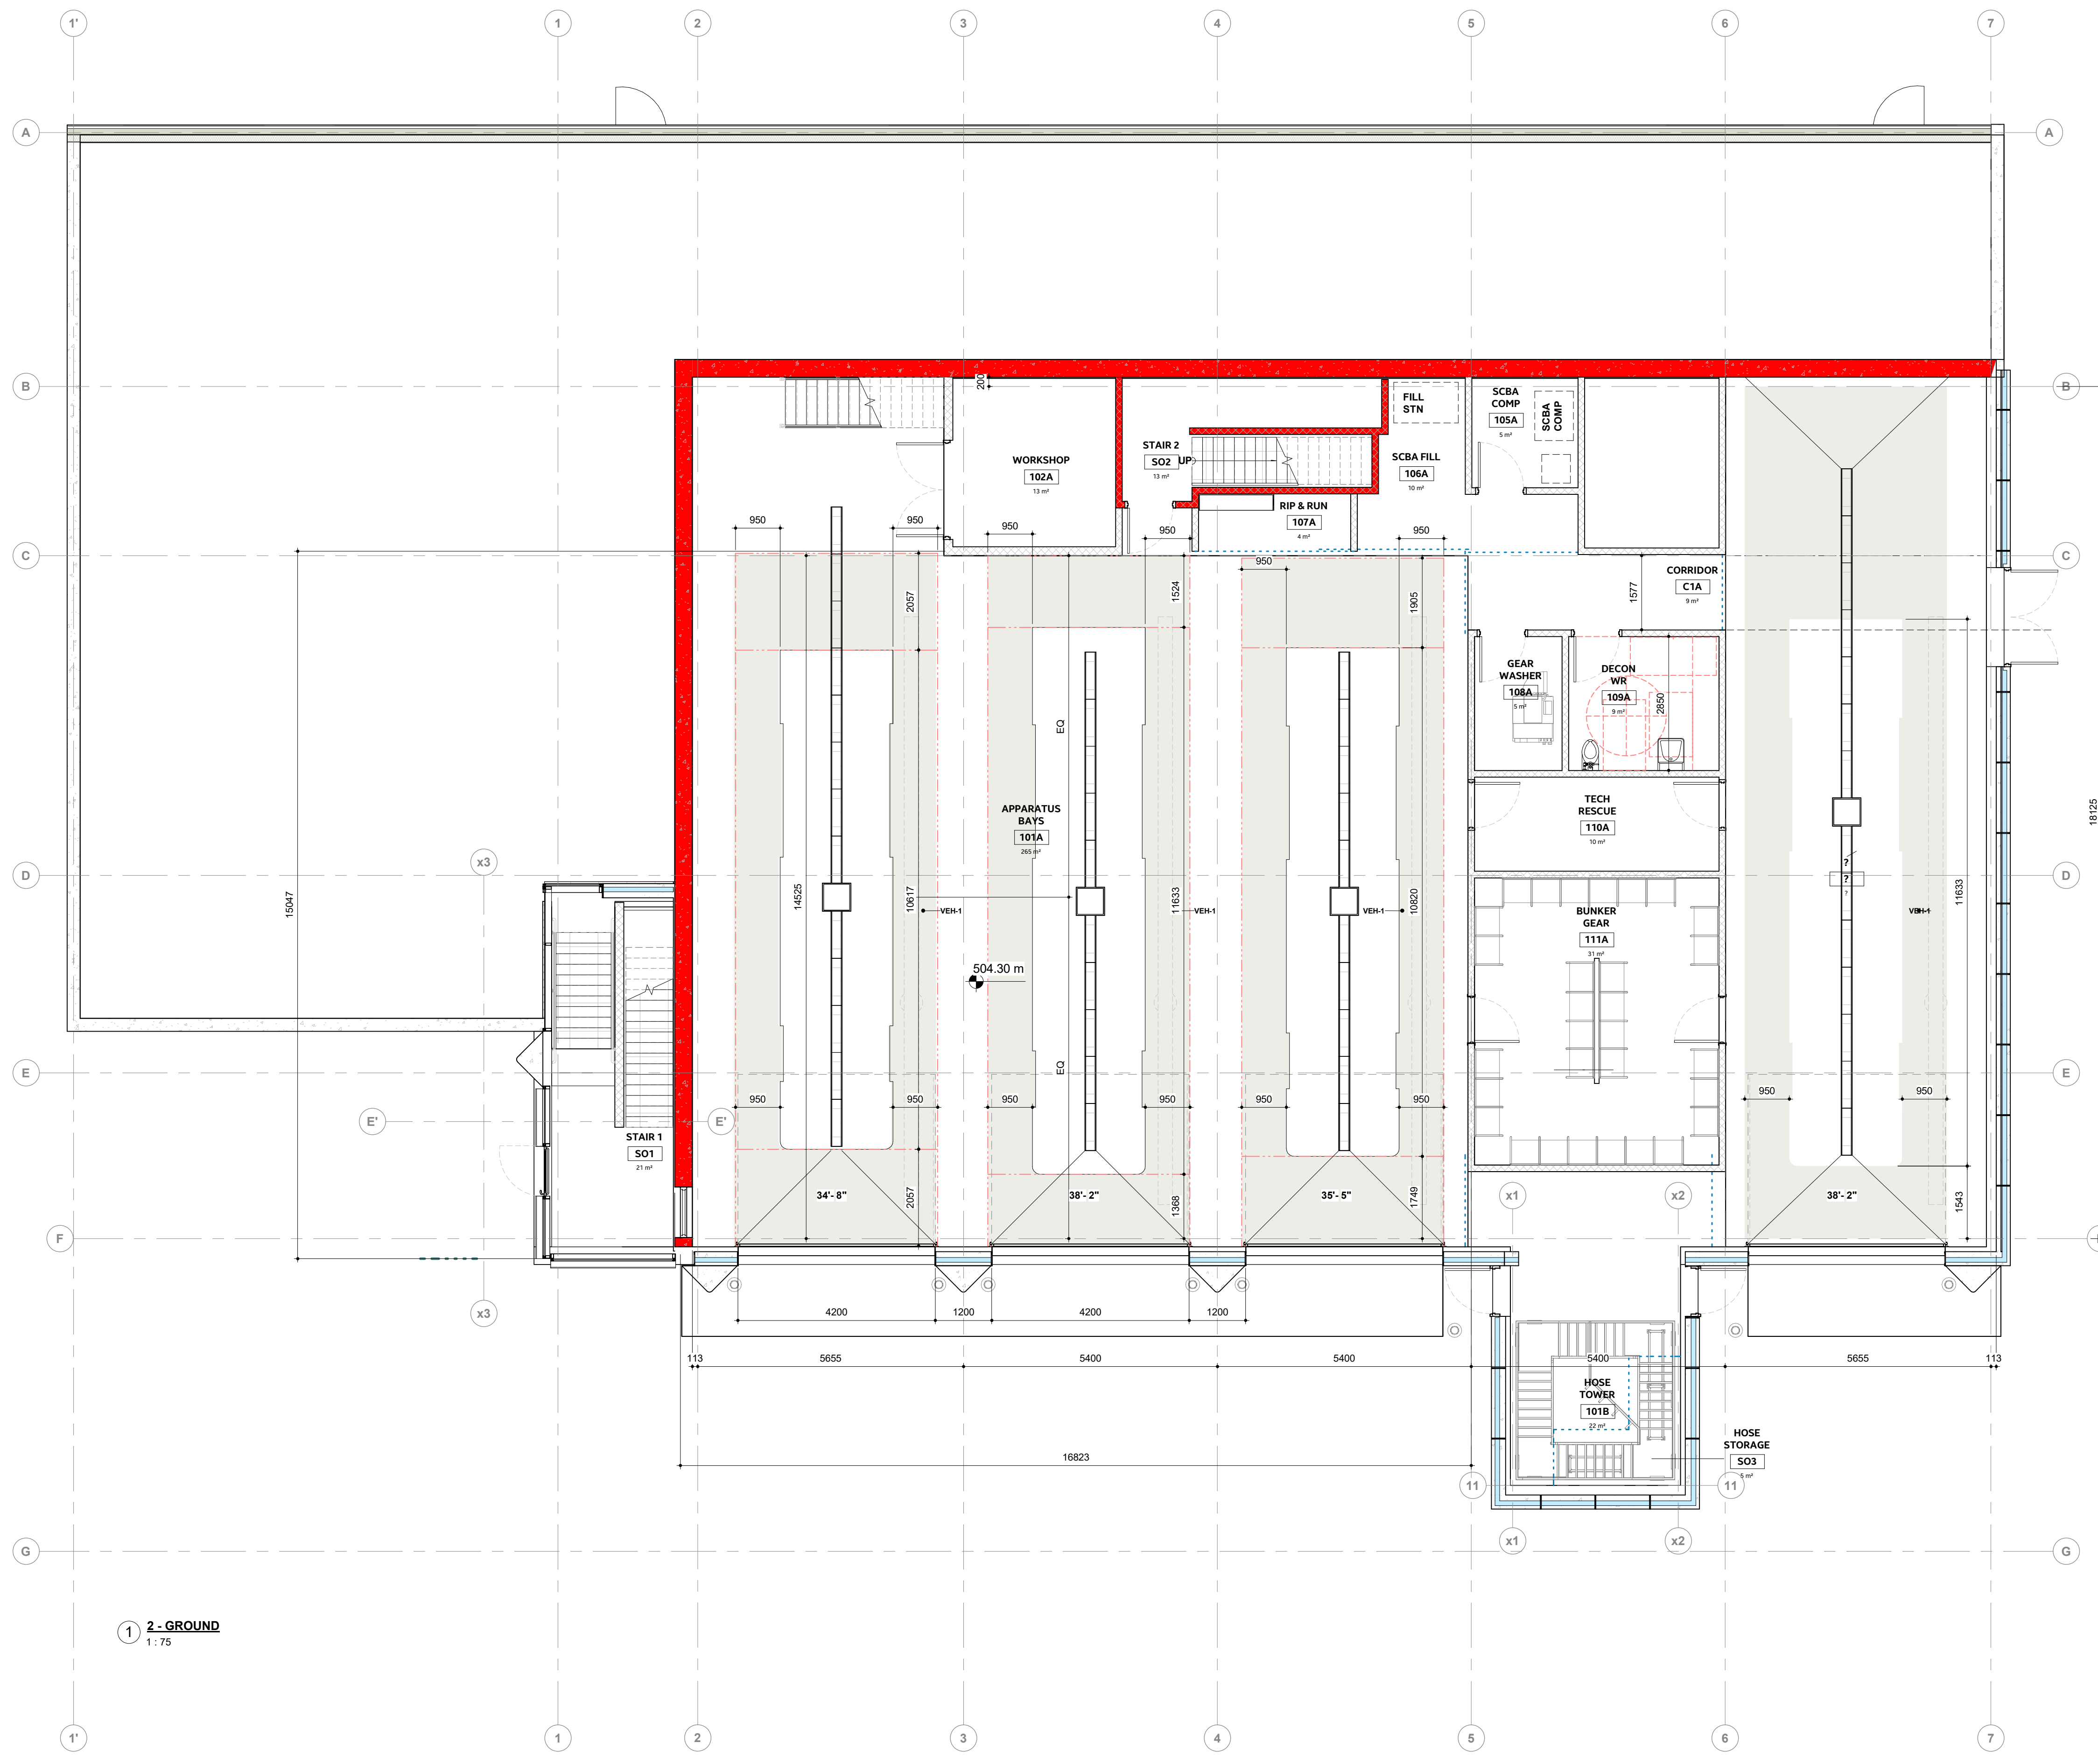 1'
1
2
3
4
5
6
7
A
A
B
B
200
FILL
STN
SCBA
COMP
105A
5 m²
SCBA
COMP
STAIR 2
SO2
UP
13 m²
WORKSHOP
102A
13 m²
SCBA FILL
106A
10 m²
RIP & RUN
107A
4 m²
950
950
950
950
950
950
C
C
CORRIDOR
C1A
9 m²
1577
2057
1524
1905
GEAR
WASHER
108A
5 m²
DECON
WR
109A
9 m²
2850
EQ
APPARATUS
BAYS
101A
265 m²
TECH
RESCUE
110A
10 m²
18125
x3
D
D
?
?
?
15047
14525
10617
11633
10820
11633
VEH-1
VEH-1
VEH-1
VEH-1
BUNKER
GEAR
111A
31 m²
504.30 m
E
E
EQ
950
950
950
950
950
950
950
950
E'
E'
STAIR 1
SO1
21 m²
34'- 8"
38'- 2"
35'- 5"
38'- 2"
2057
1368
1749
1543
x1
x2
F
x3
4200
1200
4200
1200
113
5655
5400
5400
5400
5655
113
HOSE
TOWER
101B
22 m²
16823
HOSE
STORAGE
SO3
5 m²
11
11
x1
x2
G
G
1
2 - GROUND
1 : 75
1'
1
2
3
4
5
6
7